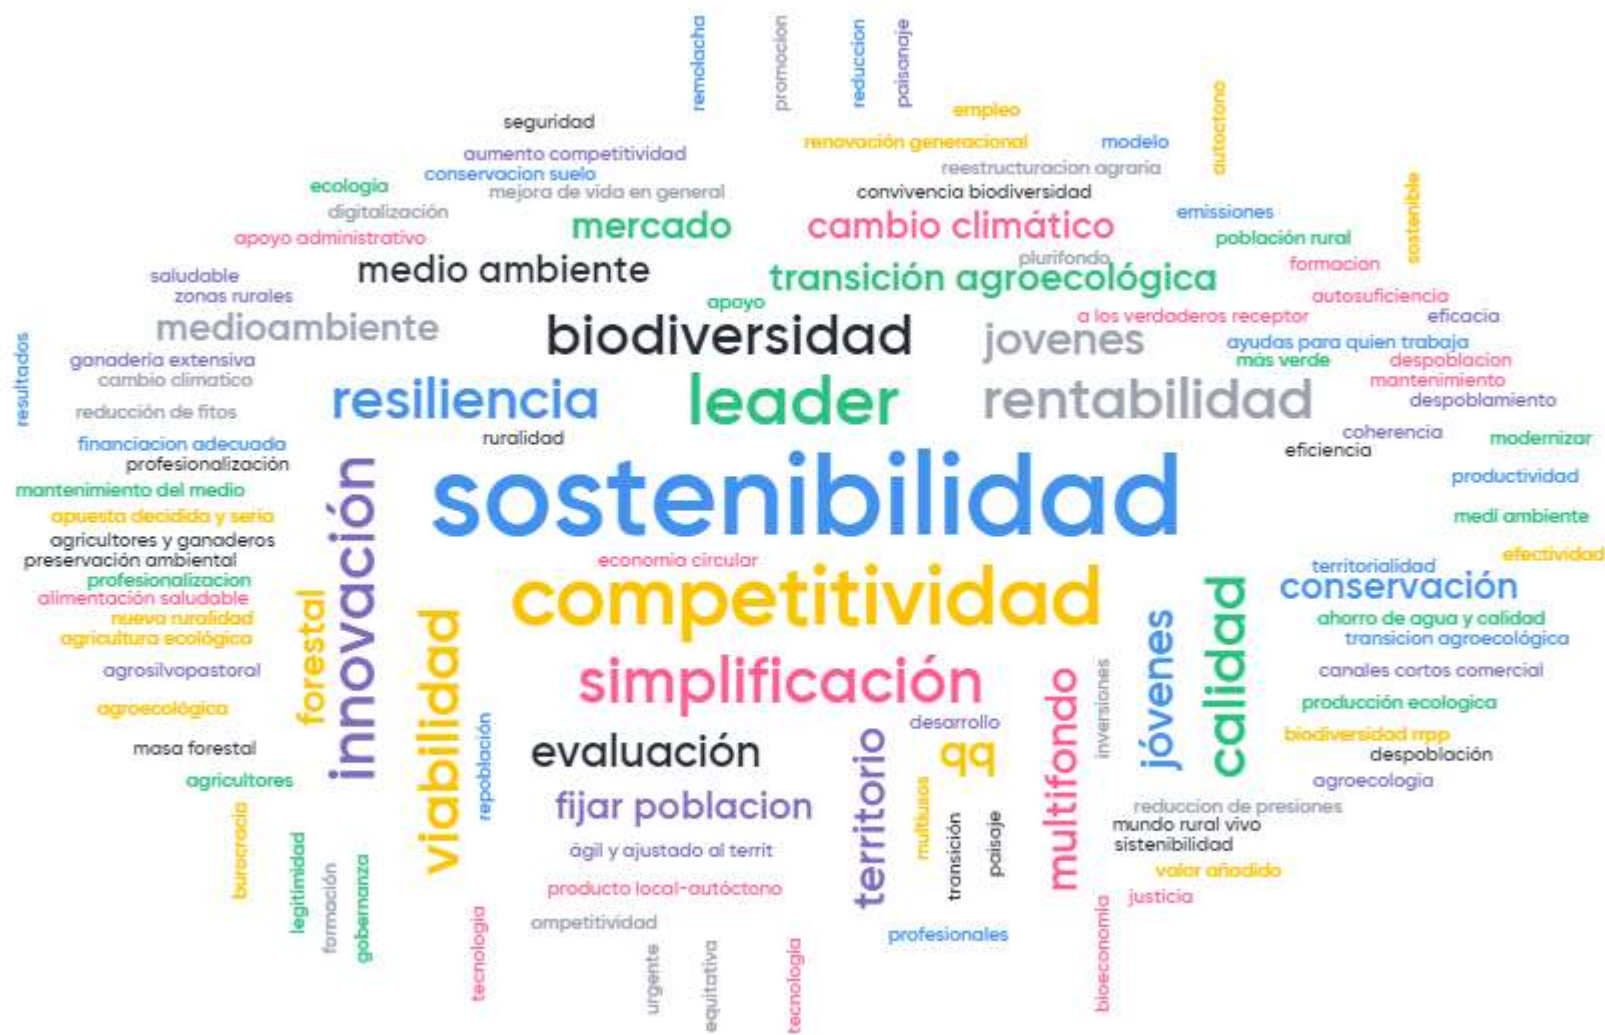 remolacha
promocion
reduccion
paisanaje
empleo
seguridad
renovación generacional
modelo
autoctono
aumento competitividad
reestructuracion agraria
conservacion suelo
ecología
mejora de vida en general
convivencia biodiversidad
sostenible
digitalización
mercado
cambio climático
emissiones
apoyo administrativo
población rural
medio ambiente
plurifondo
transición agroecológica
formacion
saludable
zonas rurales
apoyo
autosuficiencia
medioambiente
biodiversidad
jovenes
a los verdaderos receptor
eficacia
resultados
ayudas para quien trabaja
ganadería extensiva
más verde
despoblacion
cambio climatico
mantenimiento
resiliencia
leader
rentabilidad
despoblamiento
reducción de fitos
ruralidad
coherencia
modernizar
financiacion adecuada
eficiencia
profesionalización
productividad
mantenimiento del medio
innovación
sostenibilidad
apuesta decidida y seria
medi ambiente
agricultores y ganaderos
preservación ambiental
economia circular
efectividad
territorialidad
profesionalizacion
conservación
alimentación saludable
competitividad
nueva ruralidad
ahorro de agua y calidad
agricultura ecológica
transicion agroecológica
forestal
viabilidad
jóvenes
calidad
agrosilvopastoral
simplificación
multifondo
inversiones
canales cortos comercial
agroecológica
producción ecologica
desarrollo
masa forestal
repoblación
evaluación
territorio
qq
biodiversidad rrpp
despoblación
agricultores
agroecologia
fijar poblacion
multiusos
transición
paisaje
reduccion de presiones
burocracia
mundo rural vivo
legitimidad
formación
gobernanza
ágil y ajustado al territ
sistenibilidad
valor añadido
producto local-autóctono
justicia
tecnologia
ompetitividad
profesionales
bioeconomía
urgente
equitativa
tecnología